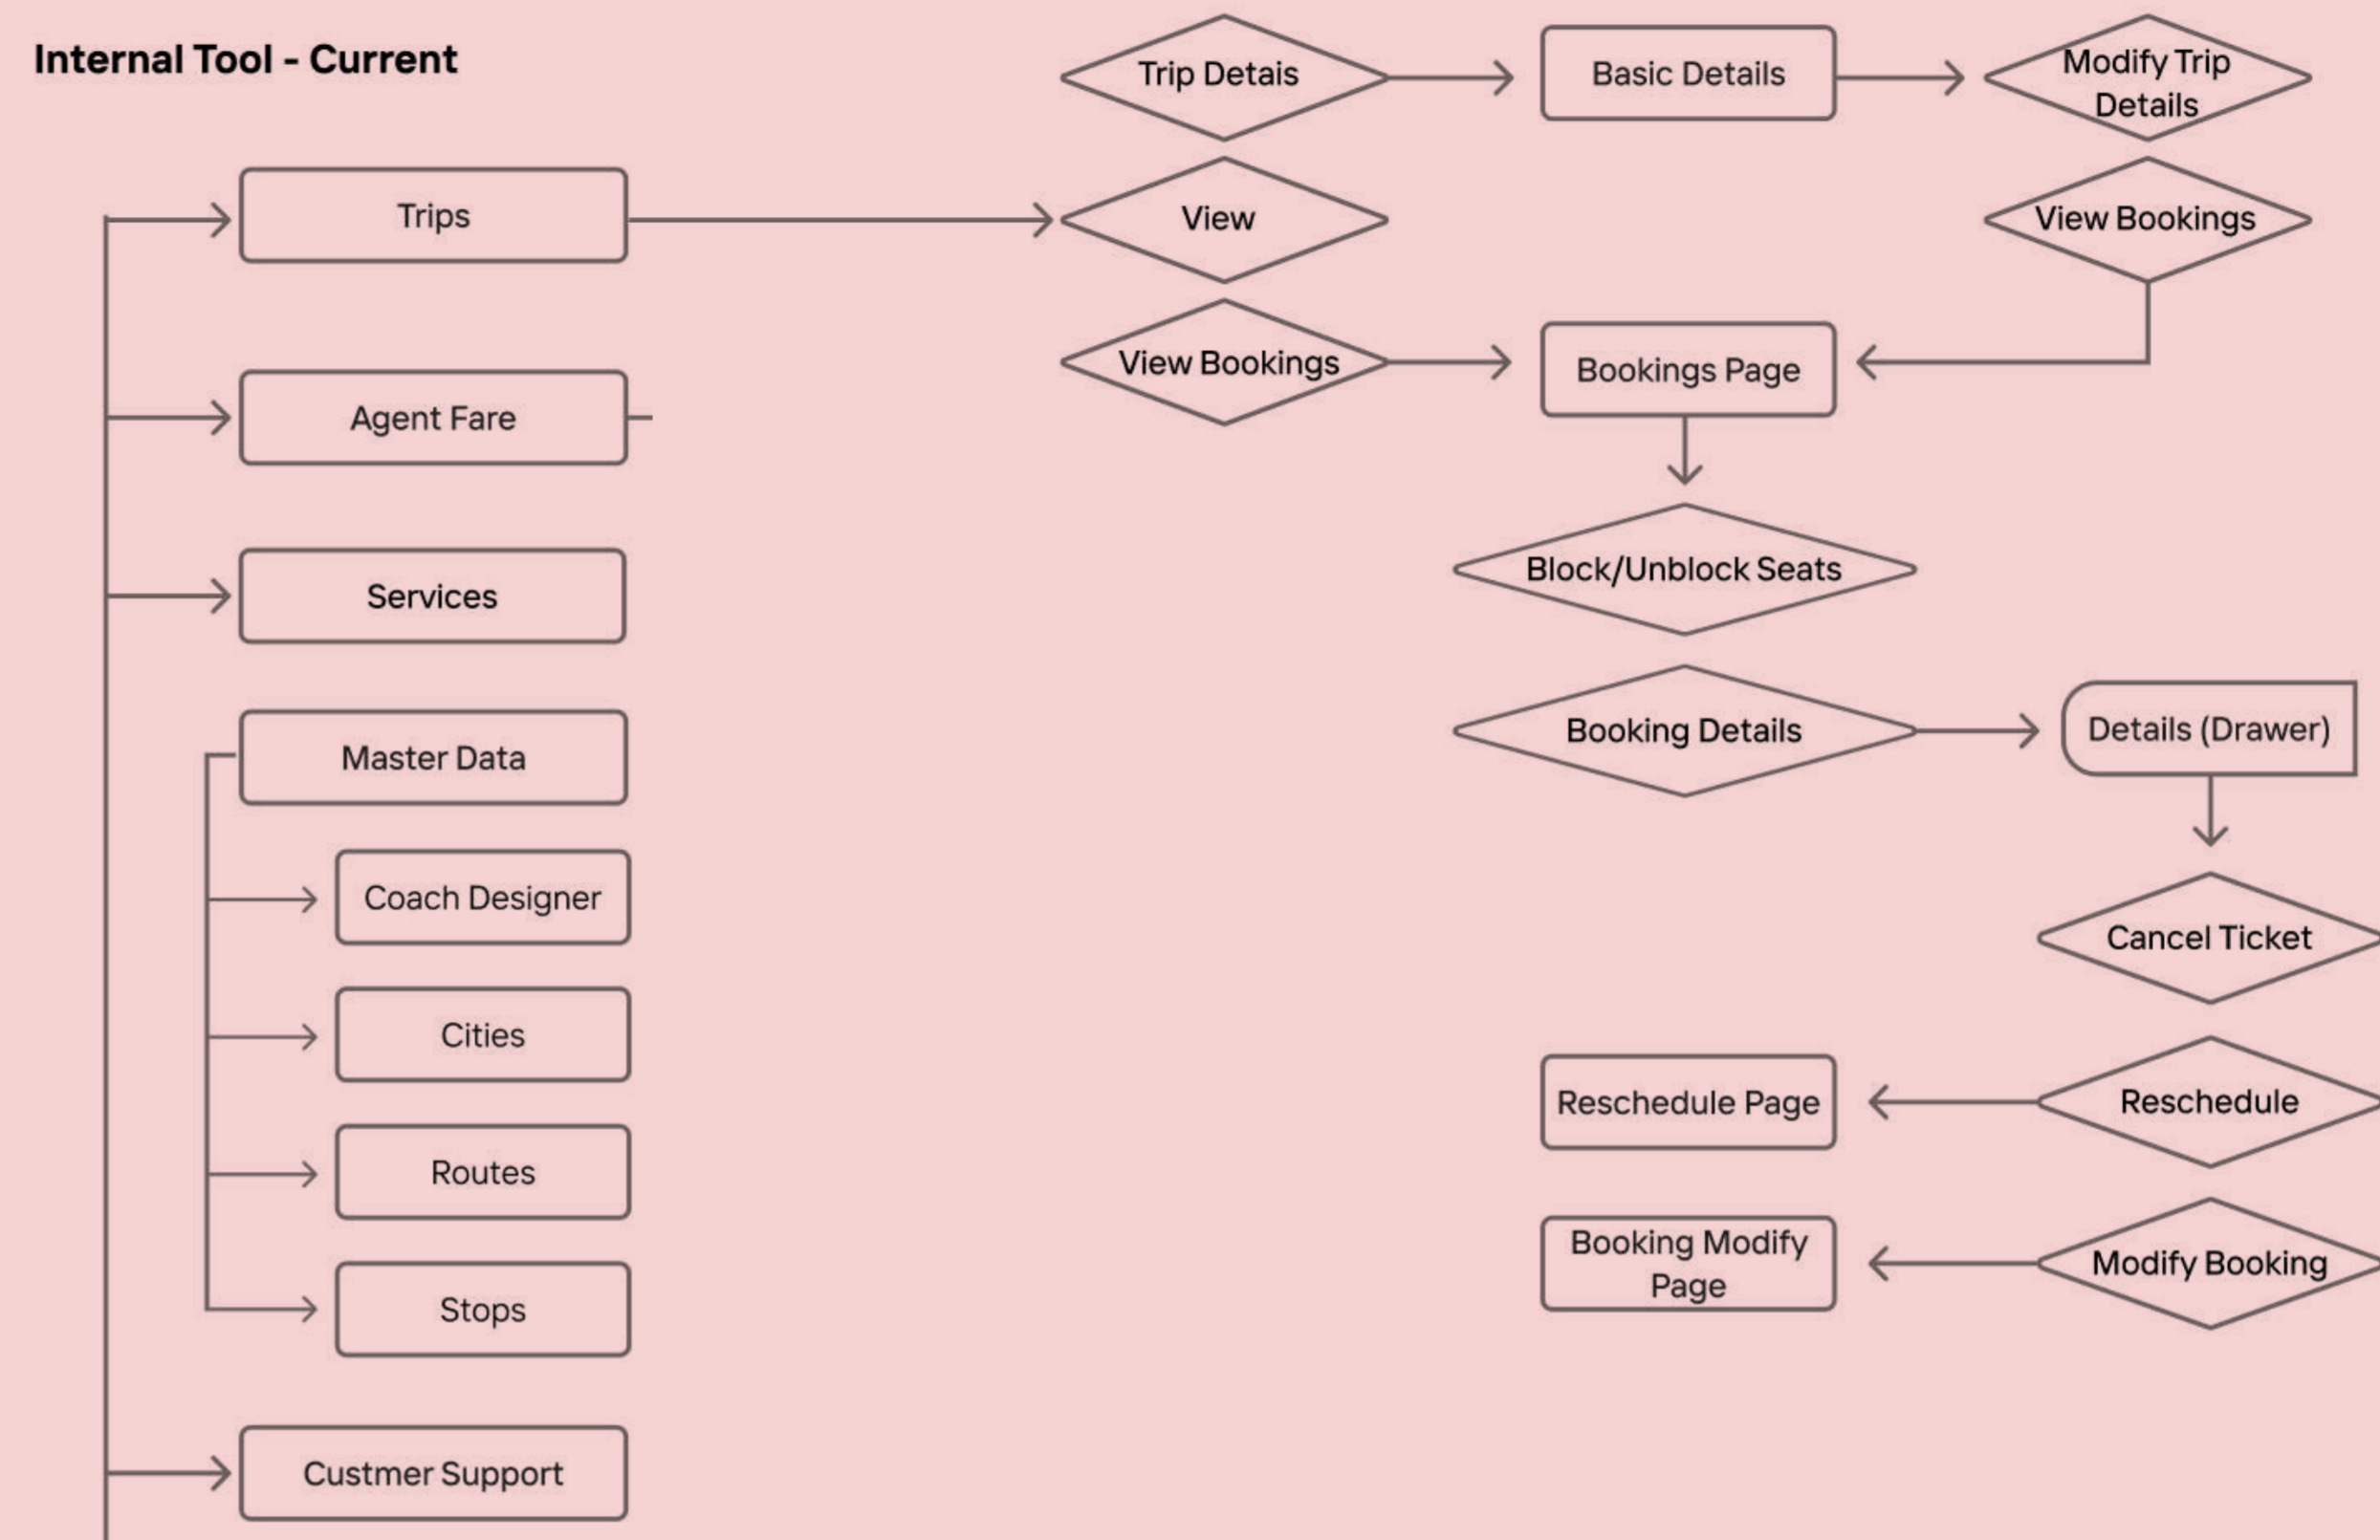 Internal Tool - Current
Trip Detais
Basic Details
Modify Trip
Details
Trips
View
View Bookings
View Bookings
Bookings Page
Agent Fare
Block/Unblock Seats
Services
Booking Details
Details (Drawer)
Master Data
Coach Designer
Cancel Ticket
Cities
Reschedule Page
Reschedule
Routes
Booking Modify
Page
Modify Booking
Stops
Custmer Support